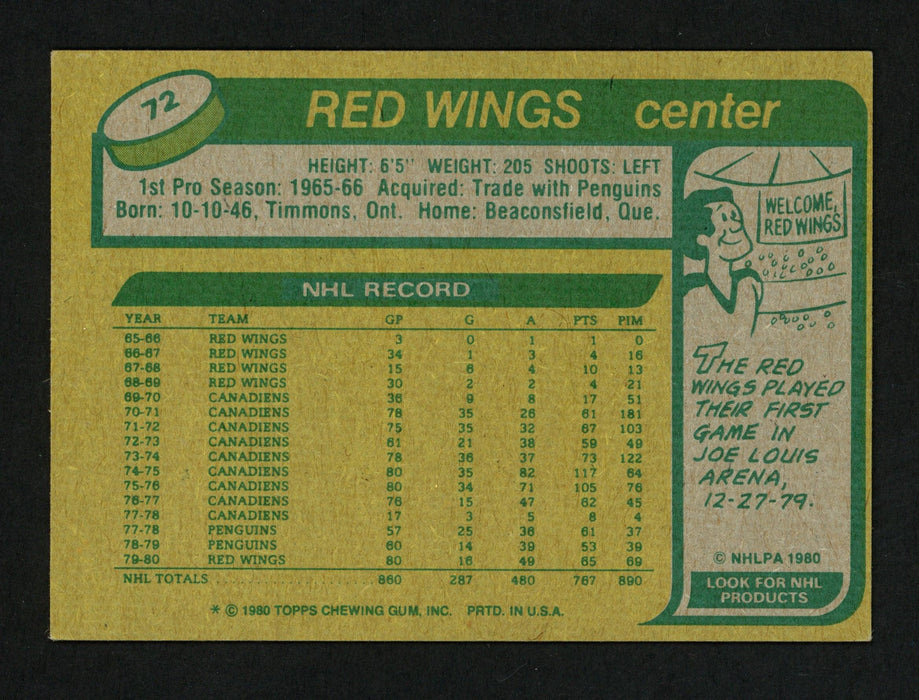 72
RED WINGS center
HEIGHT: 6'5" WEIGHT: 205 SHOOTS: LEFT
1st Pro Season: 1965-66 Acquired: Trade with Penguins
Born: 10-10-46, Timmons, Ont. Home: Beaconsfield, Que.
NHL RECORD
YEAR TEAM GP G A PTS PIM
65-66 RED WINGS 3 0 1 1 0
66-67 RED WINGS 34 1 3 4 16
67-68 RED WINGS 15 6 4 10 13
68-69 RED WINGS 30 2 2 4 21
69-70 CANADIENS 36 9 8 17 51
70-71 CANADIENS 78 35 26 61 181
71-72 CANADIENS 75 35 32 67 103
72-73 CANADIENS 61 21 38 59 49
73-74 CANADIENS 78 36 37 73 122
74-75 CANADIENS 80 35 82 117 64
75-76 CANADIENS 80 34 71 105 76
76-77 CANADIENS 76 15 47 62 45
77-78 CANADIENS 17 3 5 8 4
77-78 PENGUINS 57 25 36 61 37
78-79 PENGUINS 60 14 39 53 39
79-80 RED WINGS 80 16 49 65 69
NHL TOTALS . . . . . . . . . . . . . . . . 860 287 480 767 890
* © 1980 TOPPS CHEWING GUM, INC. PRTD. IN U.S.A.
WELCOME,
RED WINGS
THE RED
WINGS PLAYED
THEIR FIRST
GAME IN
JOE LOUIS
ARENA,
12-27-79.
© NHLPA 1980
LOOK FOR NHL
PRODUCTS